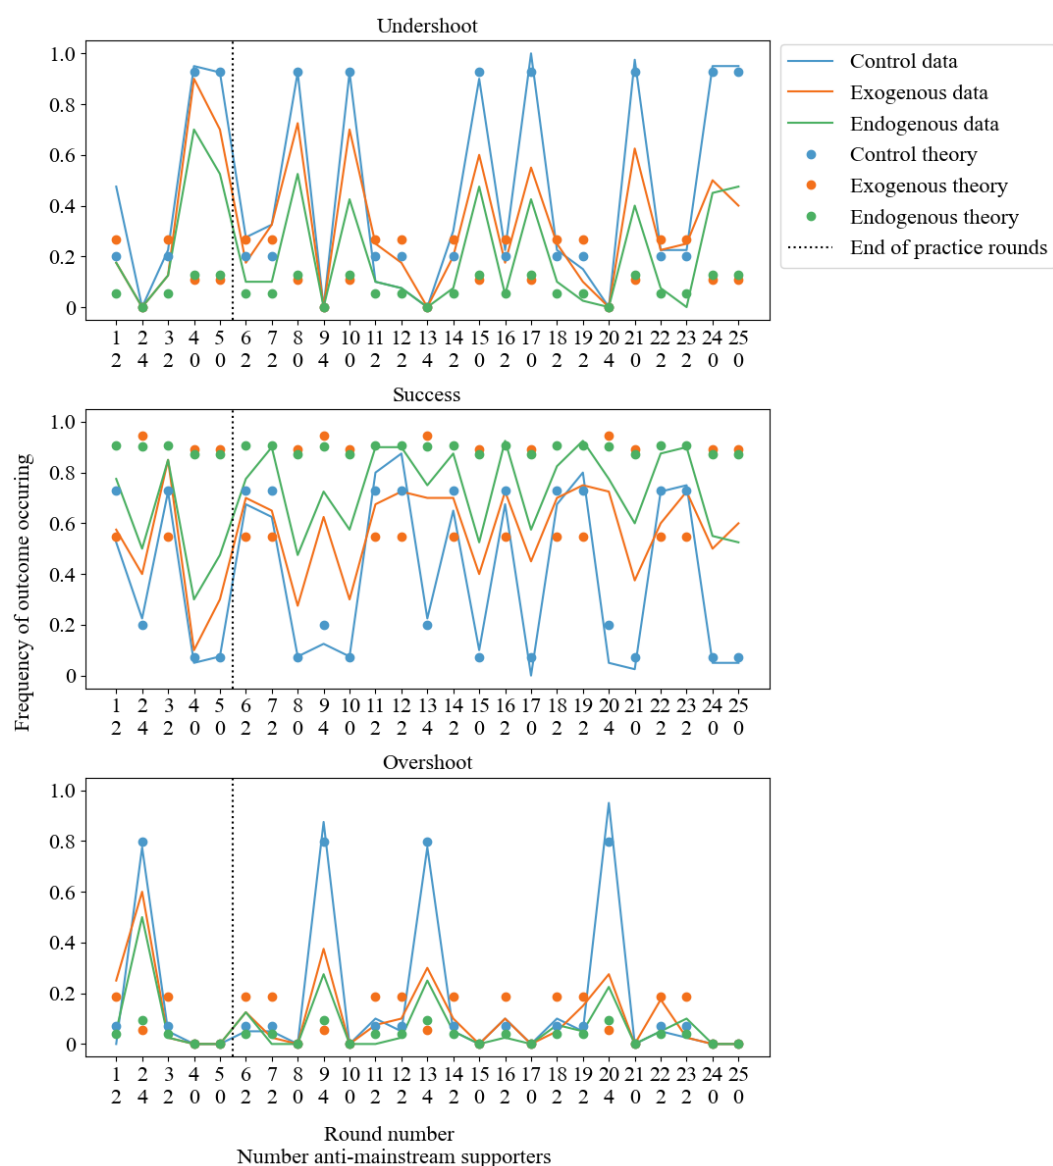 Undershoot
1.0
0.8
0.6
0.4
0.2
0
1 2 3 4 5 6 7 8 9 10 11 12 13 14 15 16 17 18 19 20 21 22 23 24 25
2 4 2 0 0 2 2 0 4 0 2 2 4 2 0 2 0 2 2 4 0 2 2 0 0
Control data
Exogenous data
Endogenous data
Control theory
Exogenous theory
Endogenous theory
End of practice rounds
Frequency of outcome occuring
Success
1.0
0.8
0.6
0.4
0.2
0
1 2 3 4 5 6 7 8 9 10 11 12 13 14 15 16 17 18 19 20 21 22 23 24 25
2 4 2 0 0 2 2 0 4 0 2 2 4 2 0 2 0 2 2 4 0 2 2 0 0
Overshoot
1.0
0.8
0.6
0.4
0.2
0
1 2 3 4 5 6 7 8 9 10 11 12 13 14 15 16 17 18 19 20 21 22 23 24 25
2 4 2 0 0 2 2 0 4 0 2 2 4 2 0 2 0 2 2 4 0 2 2 0 0
Round number
Number anti-mainstream supporters